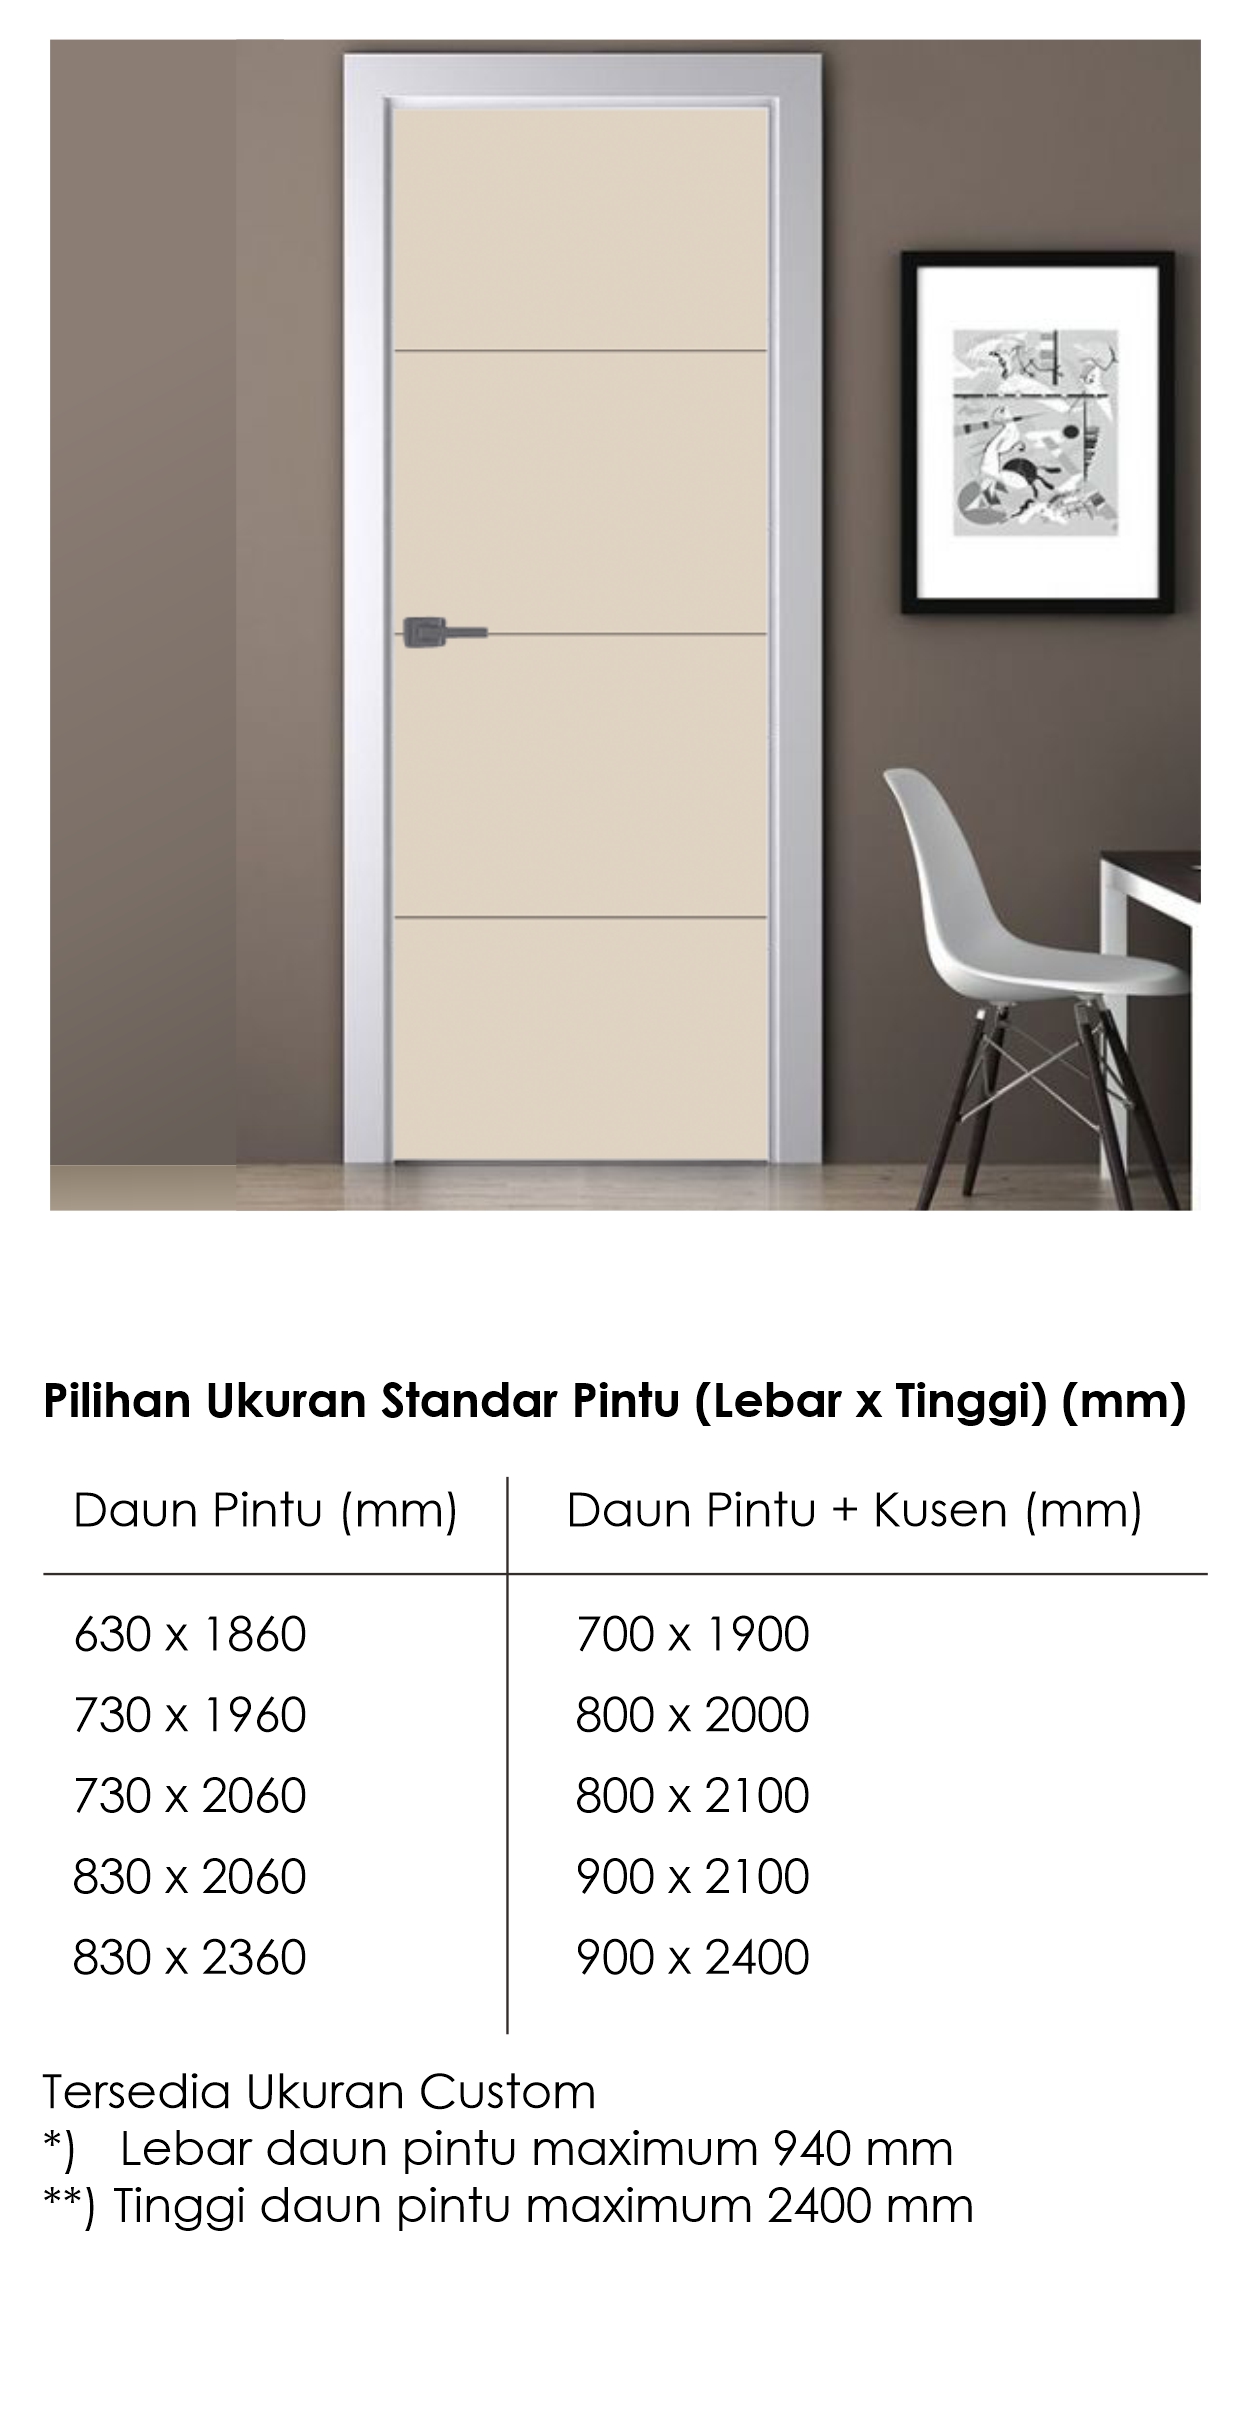 Pilihan Ukuran Standar Pintu (Lebar x Tinggi) (mm)
Daun Pintu (mm) Daun Pintu + Kusen (mm)
630 x 1860 700 x 1900
730 x 1960 800 x 2000
730 x 2060 800 x 2100
830 x 2060 900 x 2100
830 x 2360 900 x 2400
Tersedia Ukuran Custom
*) Lebar daun pintu maximum 940 mm
**) Tinggi daun pintu maximum 2400 mm